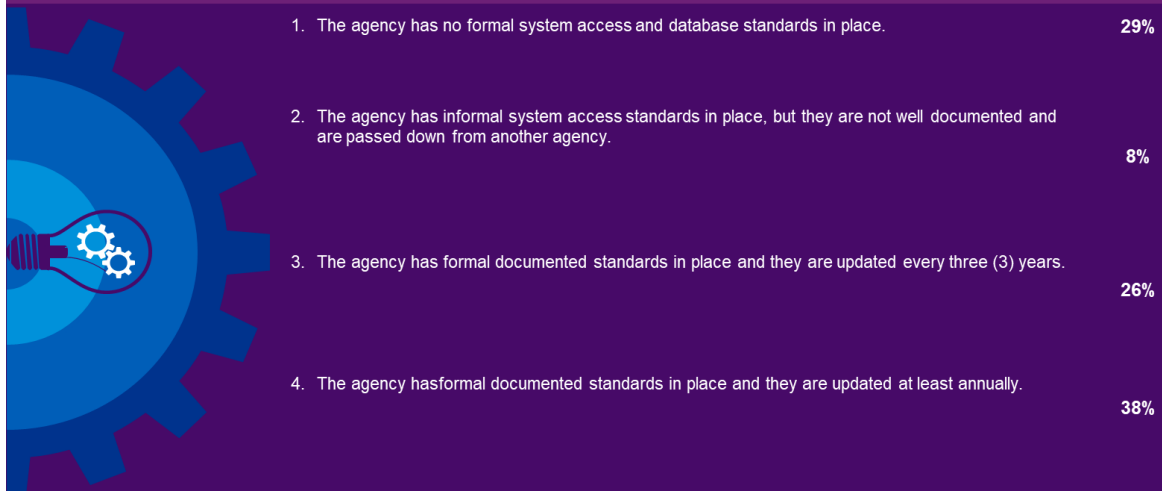 1. The agency has no formal system access and database standards in place.
29%
2. The agency has informal system access standards in place, but they are not well documented and
are passed down from another agency.
8%
3. The agency has formal documented standards in place and they are updated every three (3) years.
26%
4. The agency hasformal documented standards in place and they are updated at least annually.
38%